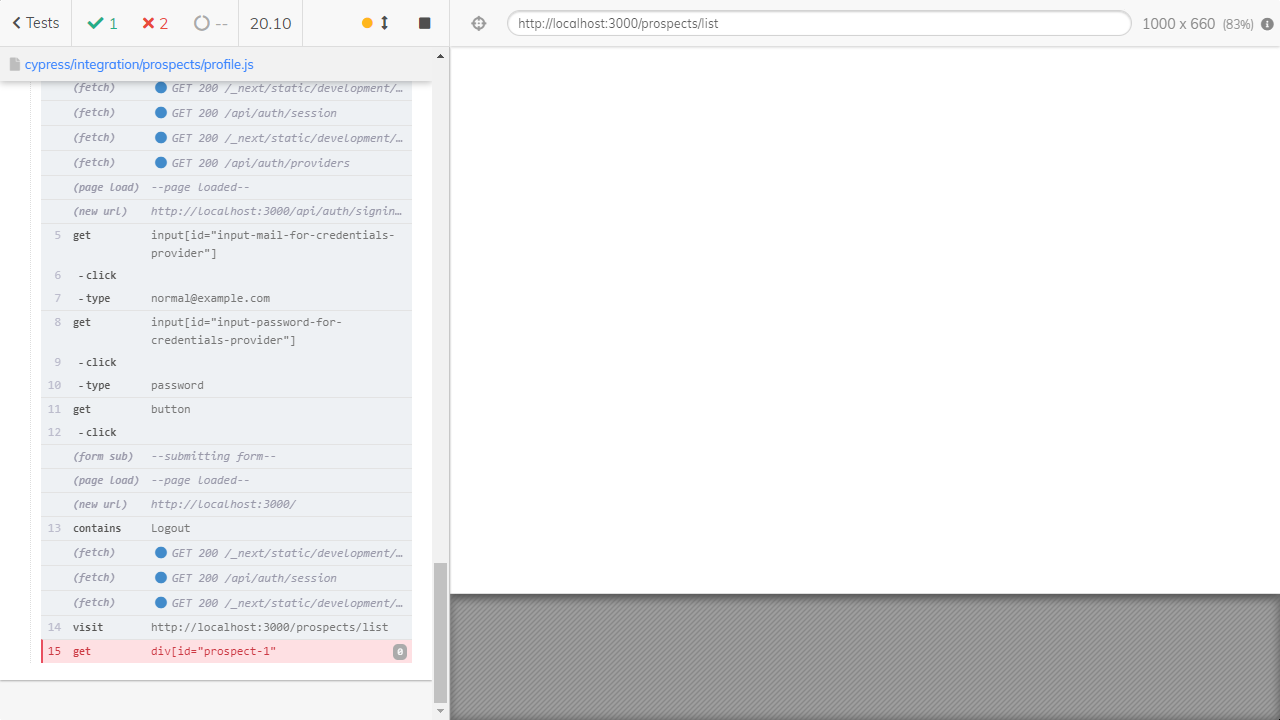 Tests
1
2
--
20.10
http://localhost:3000/prospects/list
1000 x 660 (83%)
cypress/integration/prospects/profile.js
(fetch) GET 200 /_next/static/development/…
(fetch) GET 200 /api/auth/session
(fetch) GET 200 /_next/static/development/…
(fetch) GET 200 /api/auth/providers
(page load) --page loaded--
(new url) http://localhost:3000/api/auth/signin…
5 get input[id="input-mail-for-credentials-
provider"]
6 -click
7 -type normal@example.com
8 get input[id="input-password-for-
credentials-provider"]
9 -click
10 -type password
11 get button
12 -click
(form sub) --submitting form--
(page load) --page loaded--
(new url) http://localhost:3000/
13 contains Logout
(fetch) GET 200 /_next/static/development/…
(fetch) GET 200 /api/auth/session
(fetch) GET 200 /_next/static/development/…
14 visit http://localhost:3000/prospects/list
15 get div[id="prospect-1" 0